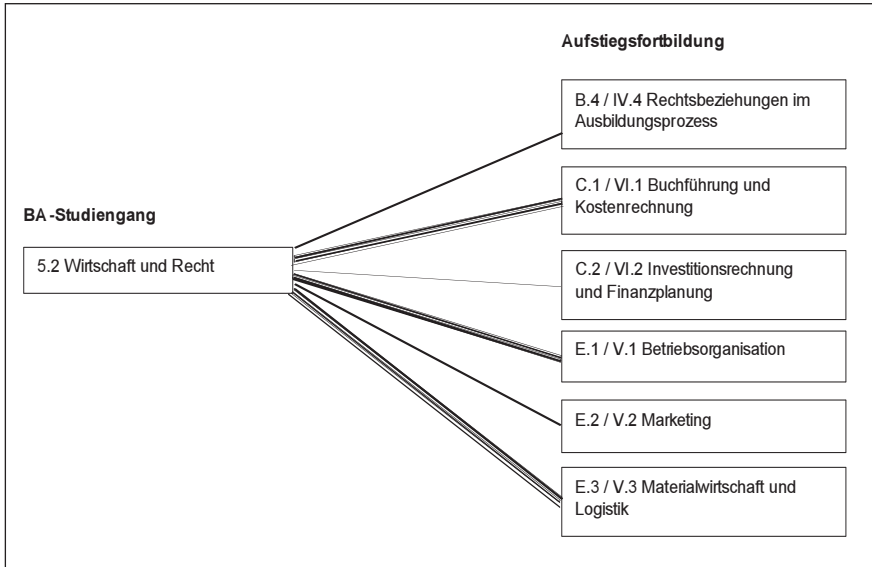 Aufstiegsfortbildung
B.4 / IV.4 Rechtsbeziehungen im
Ausbildungsprozess
C.1 / VI.1 Buchführung und
Kostenrechnung
BA-Studiengang
5.2 Wirtschaft und Recht
C.2 / VI.2 Investitionsrechnung
und Finanzplanung
E.1 / V.1 Betriebsorganisation
E.2 / V.2 Marketing
E.3 / V.3 Materialwirtschaft und
Logistik